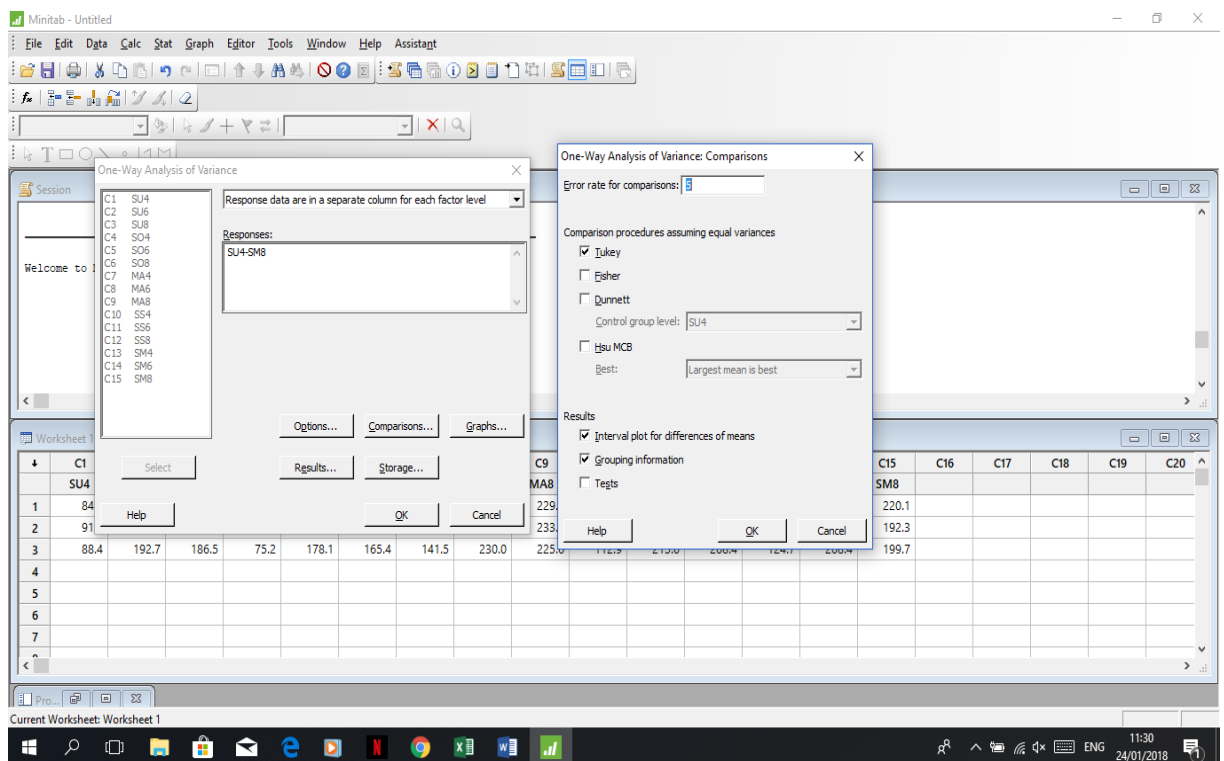 Minitab - Untitled
File Edit Data Calc Stat Graph Editor Tools Window Help Assistant
Session
Welcome to
One-Way Analysis of Variance
C1 SU4
C2 SU6
C3 SU8
C4 SO4
C5 SO6
C6 SO8
C7 MA4
C8 MA6
C9 MA8
C10 SS4
C11 SS6
C12 SS8
C13 SM4
C14 SM6
C15 SM8
Response data are in a separate column for each factor level
Responses:
SU4-SM8
Options... Comparisons... Graphs...
Select Results... Storage...
Help OK Cancel
One-Way Analysis of Variance: Comparisons
Error rate for comparisons: 5
Comparison procedures assuming equal variances
Tukey
Fisher
Dunnett
Control group level: SU4
Hsu MCB
Best: Largest mean is best
Results
Interval plot for differences of means
Grouping information
Tests
Help OK Cancel
Worksheet 1
C1 C9 C15 C16 C17 C18 C19 C20
SU4 MA8 SM8
1 84 229. 220.1
2 91 233. 192.3
3 88.4 192.7 186.5 75.2 178.1 165.4 141.5 230.0 199.7
4
5
6
7
Pro...
Current Worksheet: Worksheet 1
ENG
11:30
24/01/2018